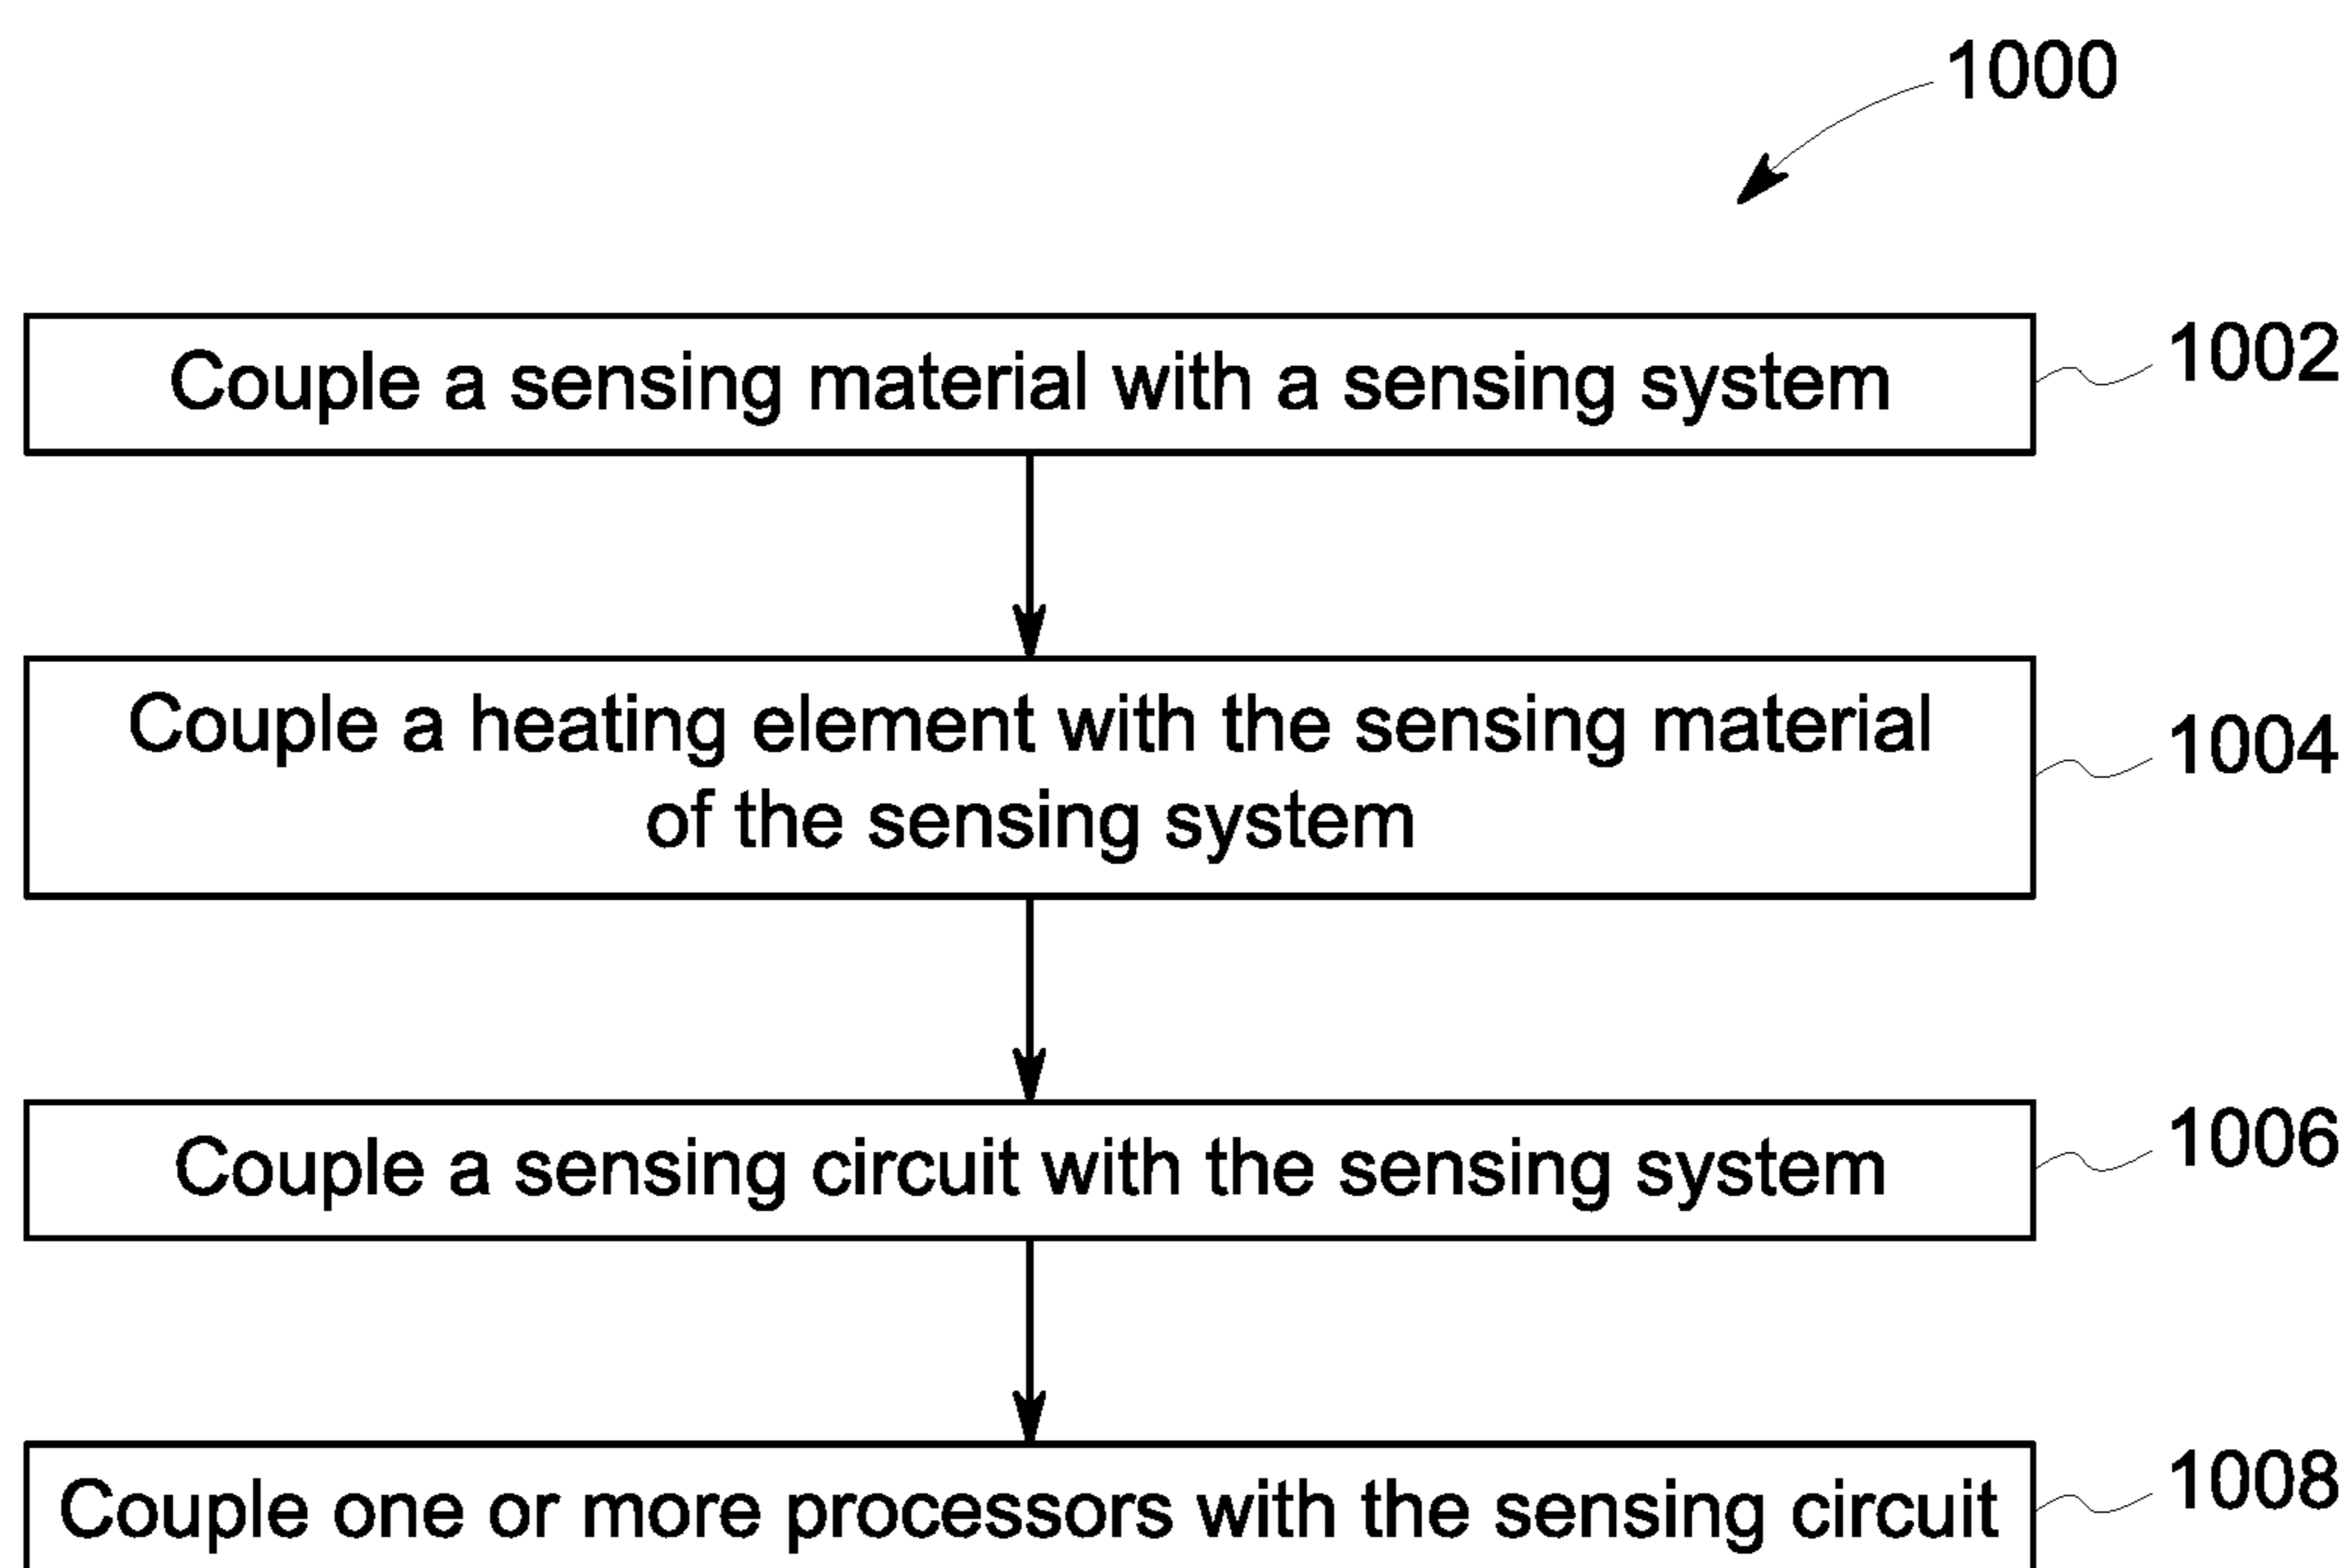 1000
Couple a sensing material with a sensing system
1002
Couple a heating element with the sensing material
of the sensing system
1004
Couple a sensing circuit with the sensing system
1006
Couple one or more processors with the sensing circuit
1008